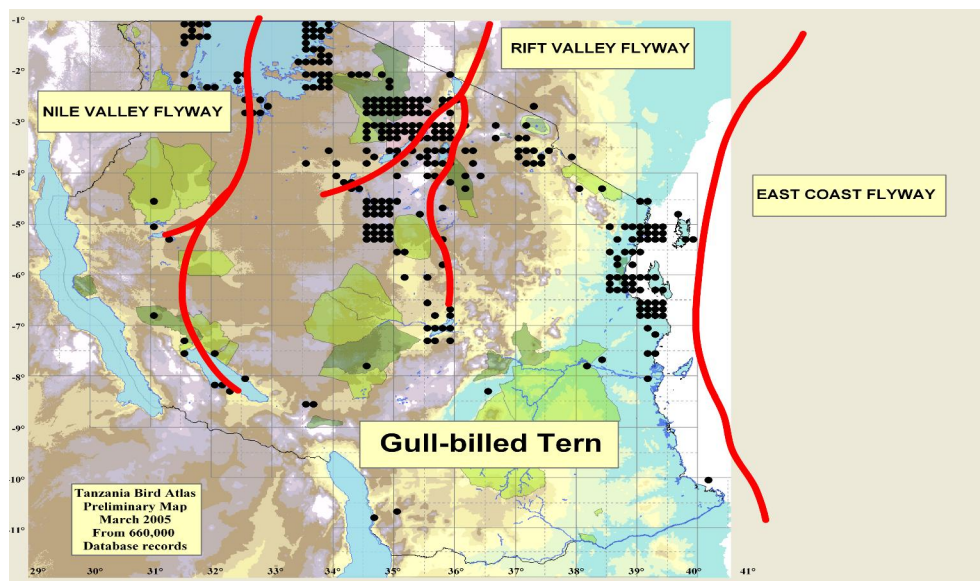 -1°
RIFT VALLEY FLYWAY
-2°
NILE VALLEY FLYWAY
-3°
-4°
EAST COAST FLYWAY
-5°
-6°
-7°
-8°
-9°
Gull-billed Tern
-10°
Tanzania Bird Atlas
Preliminary Map
March 2005
From 660,000
Database records
-11°
29° 30° 31° 32° 33° 34° 35° 36° 37° 38° 39° 40° 41°